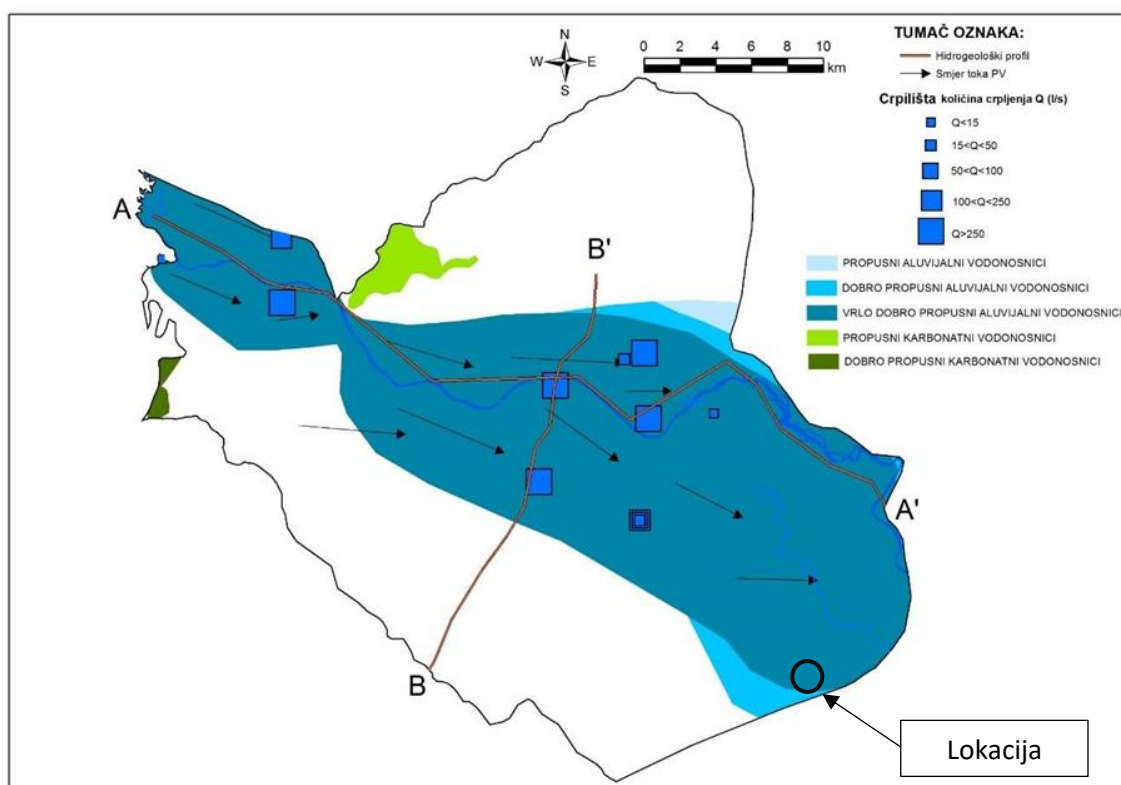 N
W E
S
0 2 4 6 8 10
km
TUMAČ OZNAKA:
Hidrogeološki profil
Smjer toka PV
Crpilišta količina crpljenja Q (l/s)
Q<15
15<Q<50
50<Q<100
100<Q<250
Q>250
PROPUSNI ALUVIJALNI VODONOSNICI
DOBRO PROPUSNI ALUVIJALNI VODONOSNICI
VRLO DOBRO PROPUSNI ALUVIJALNI VODONOSNICI
PROPUSNI KARBONATNI VODONOSNICI
DOBRO PROPUSNI KARBONATNI VODONOSNICI
A
B'
A'
B
Lokacija